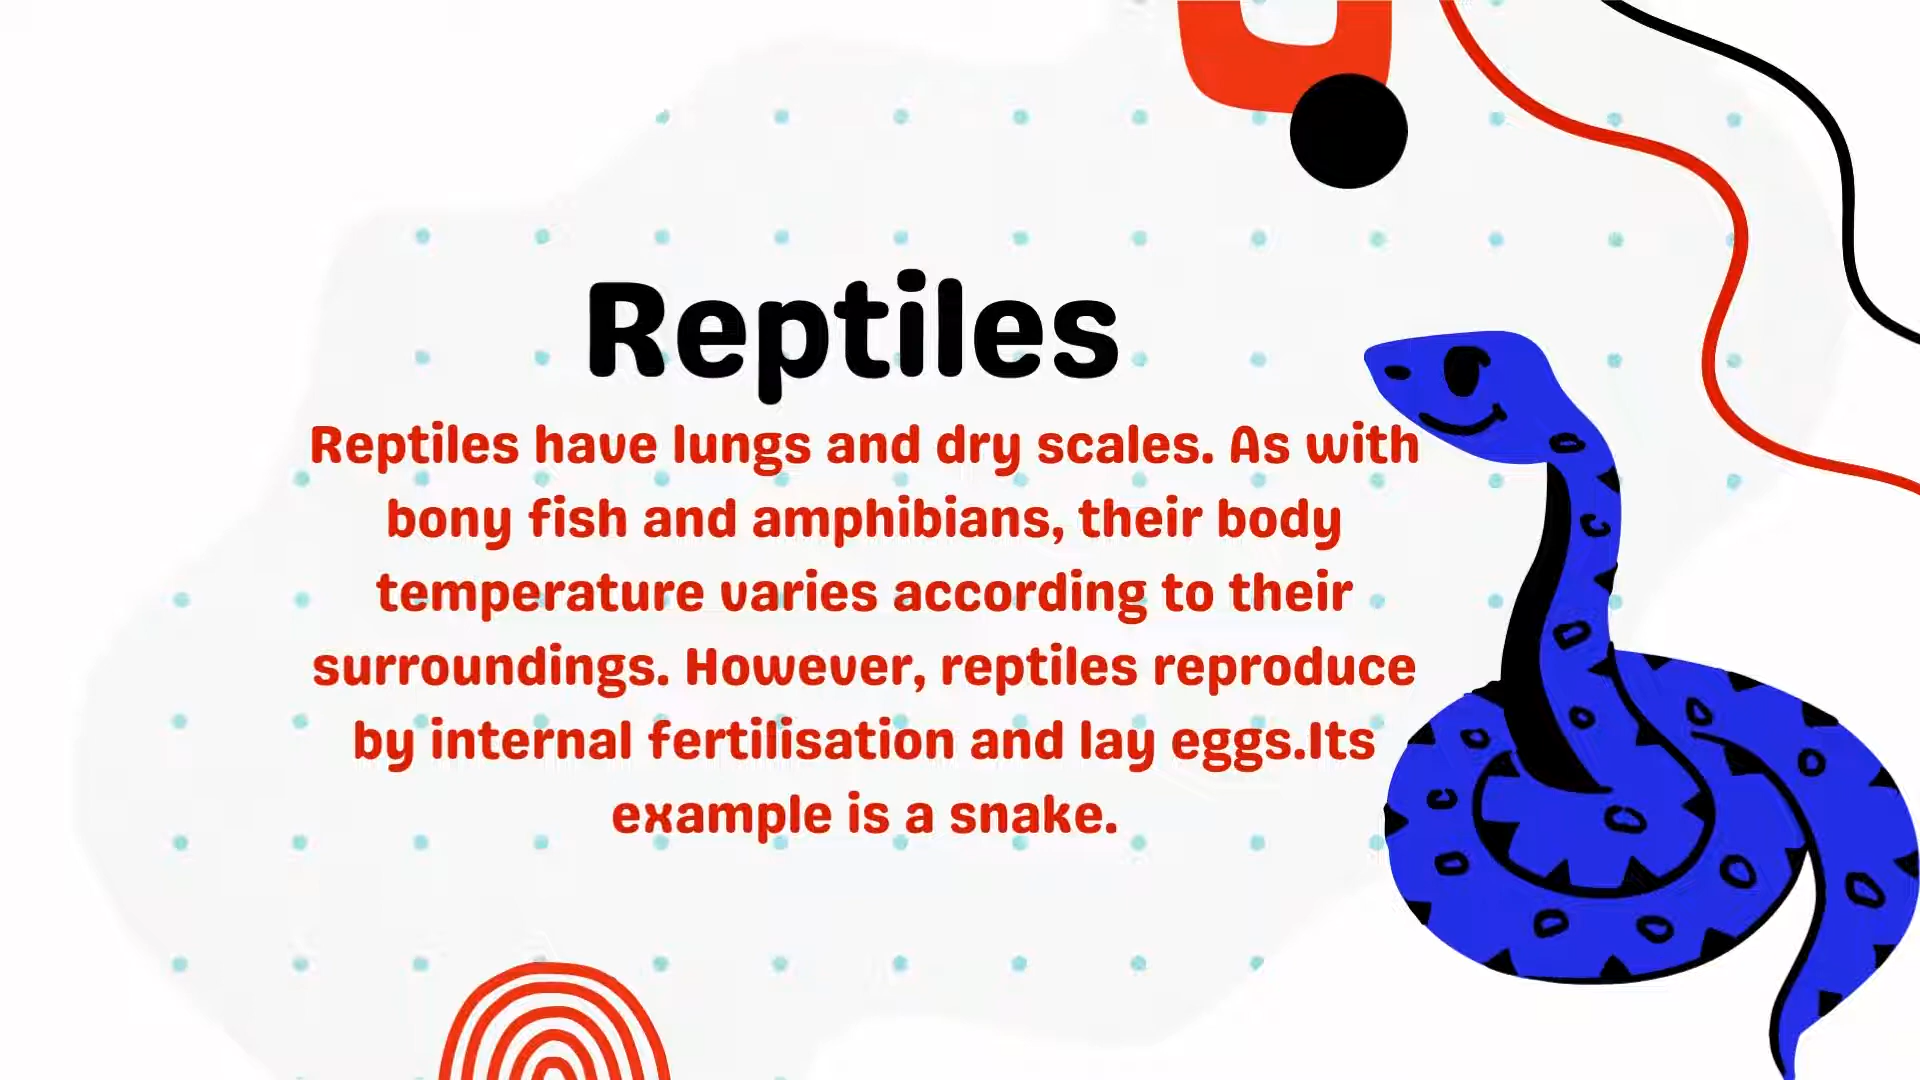 Reptiles
Reptiles have lungs and dry scales. As with
bony fish and amphibians, their body
temperature varies according to their
surroundings. However, reptiles reproduce
by internal fertilisation and lay eggs.Its
example is a snake.